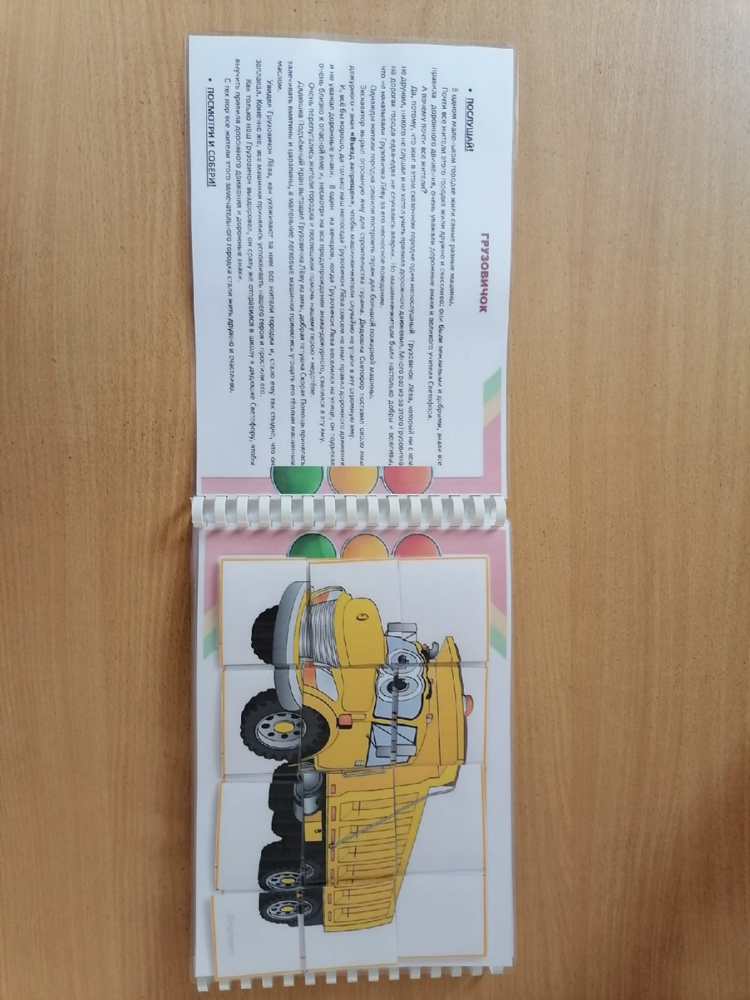 ГРУЗОВИЧОК
• ПОСЛУШАЙ!
В одном маленьком городке жили самые разные машины.
Почти все жители этого городка жили дружно и счастливо; они были вежливыми и добрыми, знали все
правила дорожного движения, очень уважали дорожные знаки и великого учителя Светофора.
А почему почти все жители?
Да, потому, что жил в этом сказочном городке один непослушный Грузовичок Лёва, который ни с кем
не дружил, никого не слушал и не хотел учить правила дорожного движения. Много раз из-за этого Грузовичка
на дорогах города едва-едва не случались аварии. Но машинки-жители были настолько добры и вежливы,
что не наказывали Грузовичка Лёву за его несносное поведение.
Однажды жители городка решили построить гараж для большой пожарной машины.
Экскаватор вырыл огромную яму для строительства гаража. Дядюшка Светофор поставил около ямы
дежурного - знак «Въезд запрещен», чтобы машинки-жители случайно не упали в эту огромную яму.
И, всё бы хорошо, да только наш непоседа Грузовичок Лёва совсем не знал правил дорожного движения
и не уважал дорожные знаки. В один из вечеров, когда Грузовичок Лёва веселился на улице, он подъехал
очень близко к опасной яме и, несмотря на все предупреждения знака-дежурного, свалился в эту яму.
Очень перепугались жители городка и поспешили помочь нашему герою - недотёпе.
Дядюшка Подъёмный Кран вытащил Грузовичка Лёву из ямы, добрая тетушка Скорая Помощь принялась
залечивать вмятины и царапины, а маленькие легковые машинки принялись угощать его тёплым машинным
маслом.
Увидел Грузовичок Лёва, как ухаживают за ним все жители городка и, стало ему так стыдно, что он
заплакал. Конечно же, все машинки принялись успокаивать нашего героя и простили его.
Как только наш Грузовичок выздоровел, он сразу же отправился в школу к дядюшке Светофору, чтобы
выучить правила дорожного движения и дорожные знаки.
С тех пор все жители этого замечательного городка стали жить дружно и счастливо.
• ПОСМОТРИ И СОБЕРИ!